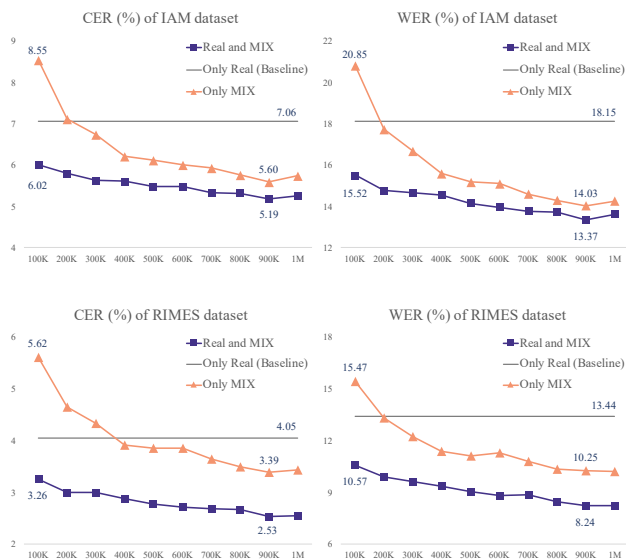 CER (%) of IAM dataset
9
8
7
6
5
4
8.55
Real and MIX
Only Real (Baseline)
Only MIX
7.06
6.02
5.60
5.19
100K 200K 300K 400K 500K 600K 700K 800K 900K 1M
WER (%) of IAM dataset
22
20
18
16
14
12
20.85
Real and MIX
Only Real (Baseline)
Only MIX
18.15
15.52
14.03
13.37
100K 200K 300K 400K 500K 600K 700K 800K 900K 1M
CER (%) of RIMES dataset
6
5
4
3
2
5.62
Real and MIX
Only Real (Baseline)
Only MIX
4.05
3.39
3.26
2.53
100K 200K 300K 400K 500K 600K 700K 800K 900K 1M
WER (%) of RIMES dataset
18
15
12
9
6
15.47
Real and MIX
Only Real (Baseline)
Only MIX
13.44
10.25
10.57
8.24
100K 200K 300K 400K 500K 600K 700K 800K 900K 1M